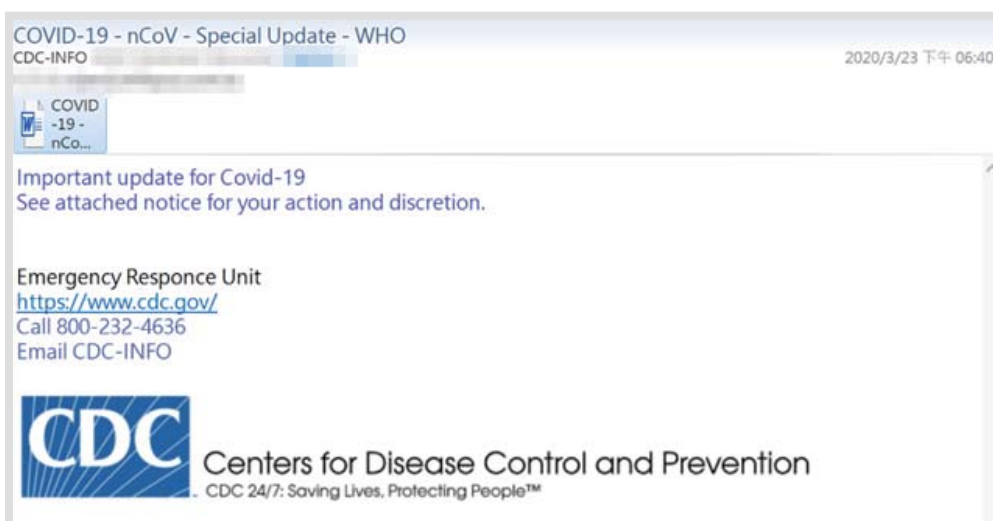 COVID-19 - nCoV - Special Update - WHO
CDC-INFO
2020/3/23 下午 06:40
COVID
-19 -
nCo...
Important update for Covid-19
See attached notice for your action and discretion.
Emergency Responce Unit
https://www.cdc.gov/
Call 800-232-4636
Email CDC-INFO
CDC
Centers for Disease Control and Prevention
CDC 24/7: Saving Lives, Protecting People™